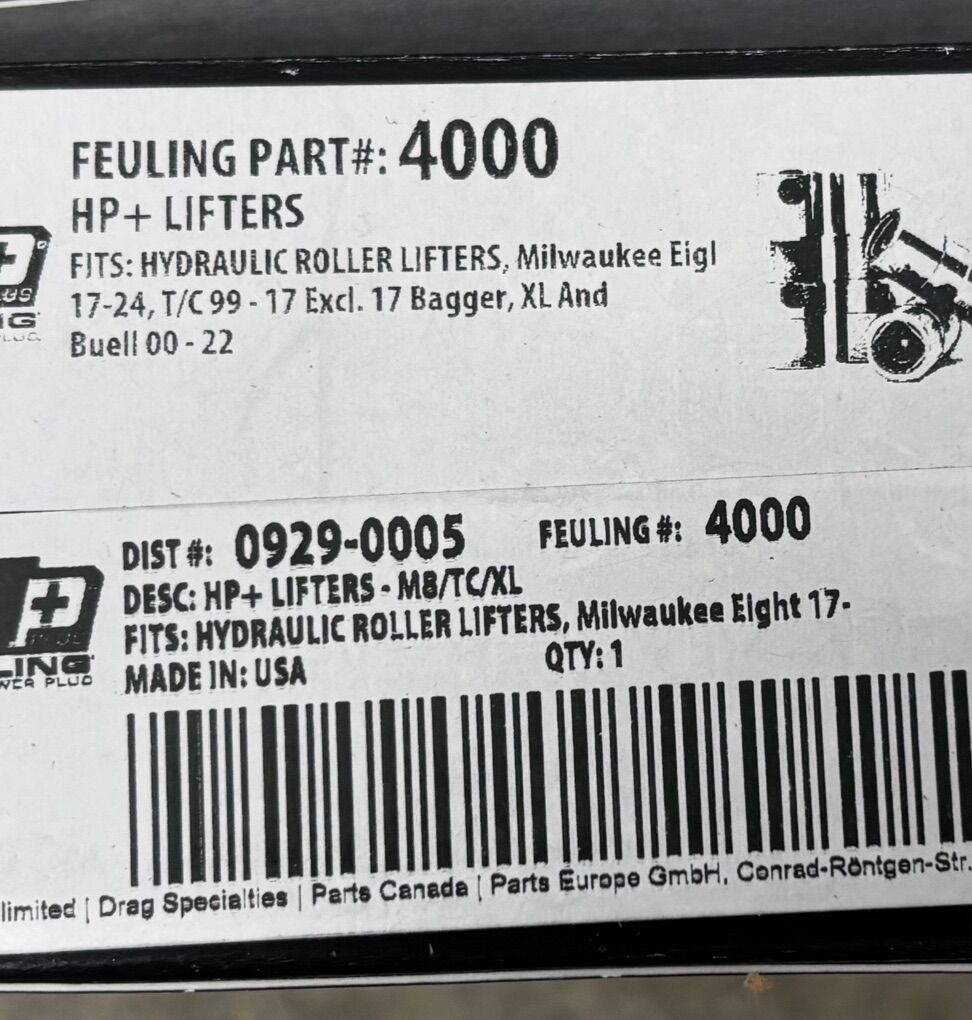 FEULING PART#: 4000
HP+ LIFTERS
FITS: HYDRAULIC ROLLER LIFTERS, Milwaukee Eigl
17-24, T/C 99 - 17 Excl. 17 Bagger, XL And
Buell 00 - 22
DIST #: 0929-0005 FEULING #: 4000
DESC: HP+ LIFTERS - M8/TC/XL
FITS: HYDRAULIC ROLLER LIFTERS, Milwaukee Eight 17-
MADE IN: USA QTY: 1
LING
WER PLUG
limited | Drag Specialties | Parts Canada | Parts Europe GmbH, Conrad-Röntgen-Str.